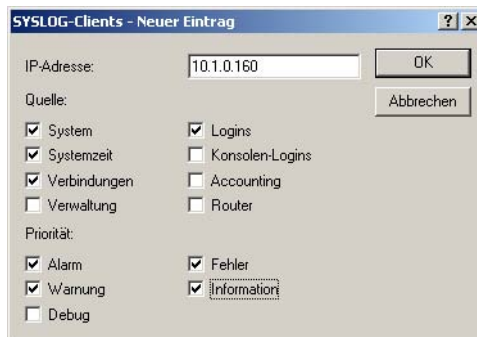 SYSLOG-Clients - Neuer Eintrag
IP-Adresse: 10.1.0.160 OK
Quelle: Abbrechen
System Logins
Systemzeit Konsolen-Logins
Verbindungen Accounting
Verwaltung Router
Priorität:
Alarm Fehler
Warnung Information
Debug